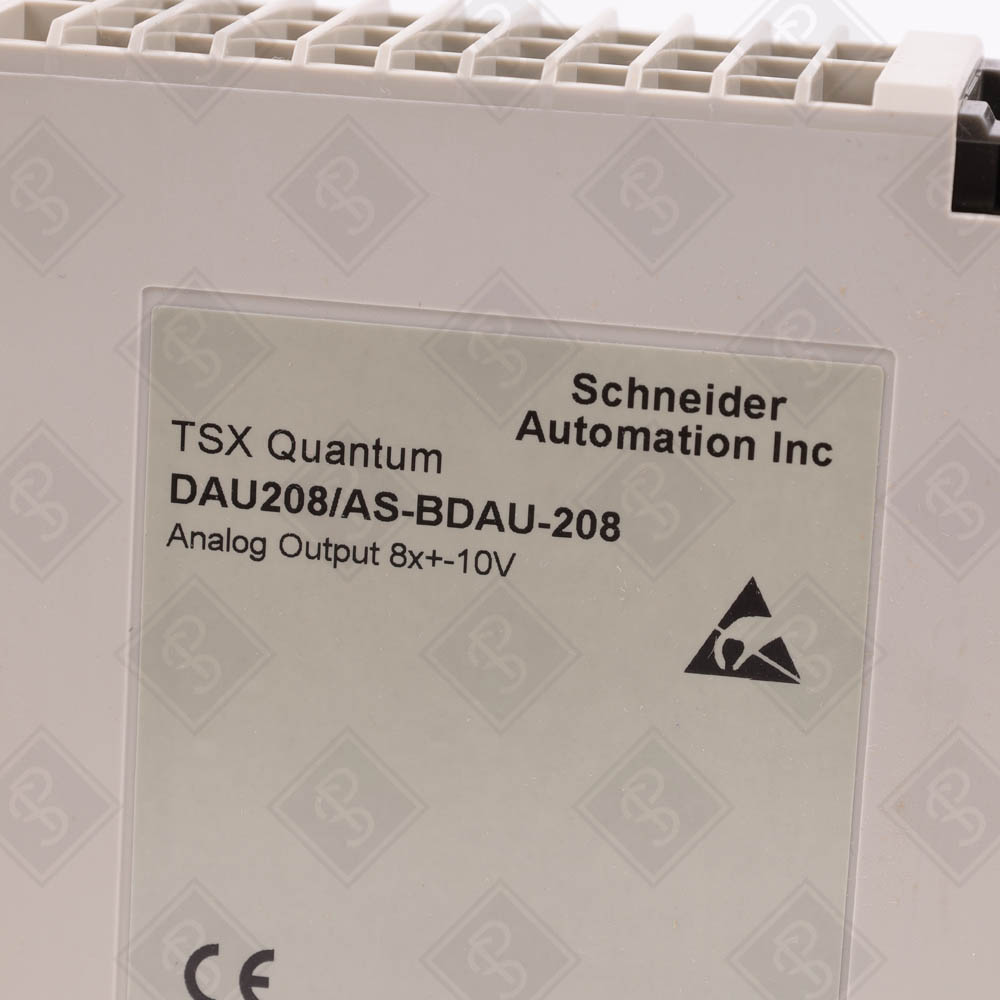 Schneider
Automation Inc
TSX Quantum
DAU208/AS-BDAU-208
Analog Output 8x+-10V
CE